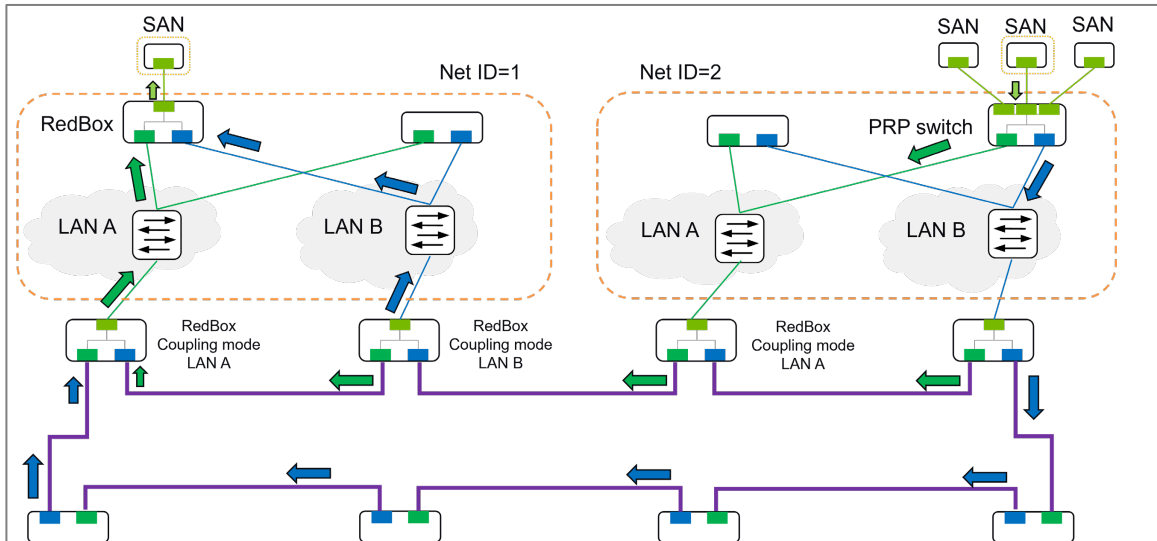 SAN
SAN
SAN
SAN
Net ID=1
Net ID=2
RedBox
PRP switch
LAN A
LAN B
LAN A
LAN B
RedBox
Coupling mode
LAN A
RedBox
Coupling mode
LAN B
RedBox
Coupling mode
LAN A